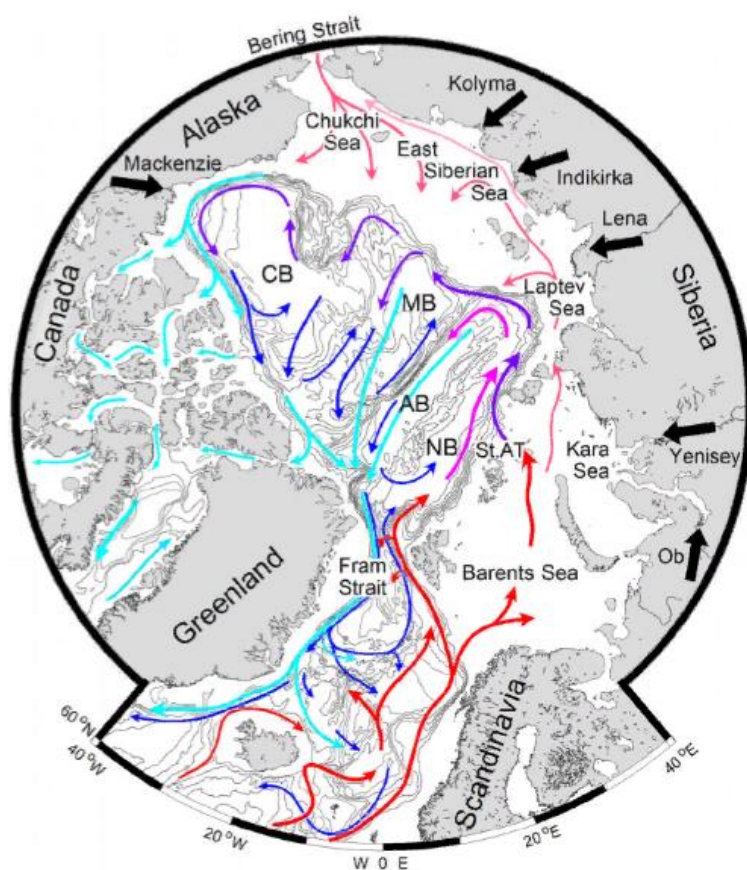 Bering Strait
Kolyma
Alaska
Chukchi
Sea
East
Siberian
Sea
Mackenzie
Indikirka
Lena
Canada
CB
MB
Laptev
Sea
Siberia
AB
NB
St.AT
Kara
Sea
Yenisey
Fram
Strait
Barents Sea
Ob
Greenland
Scandinavia
60 °N
40 °W
20 °W
W 0 E
20 °E
40 °E